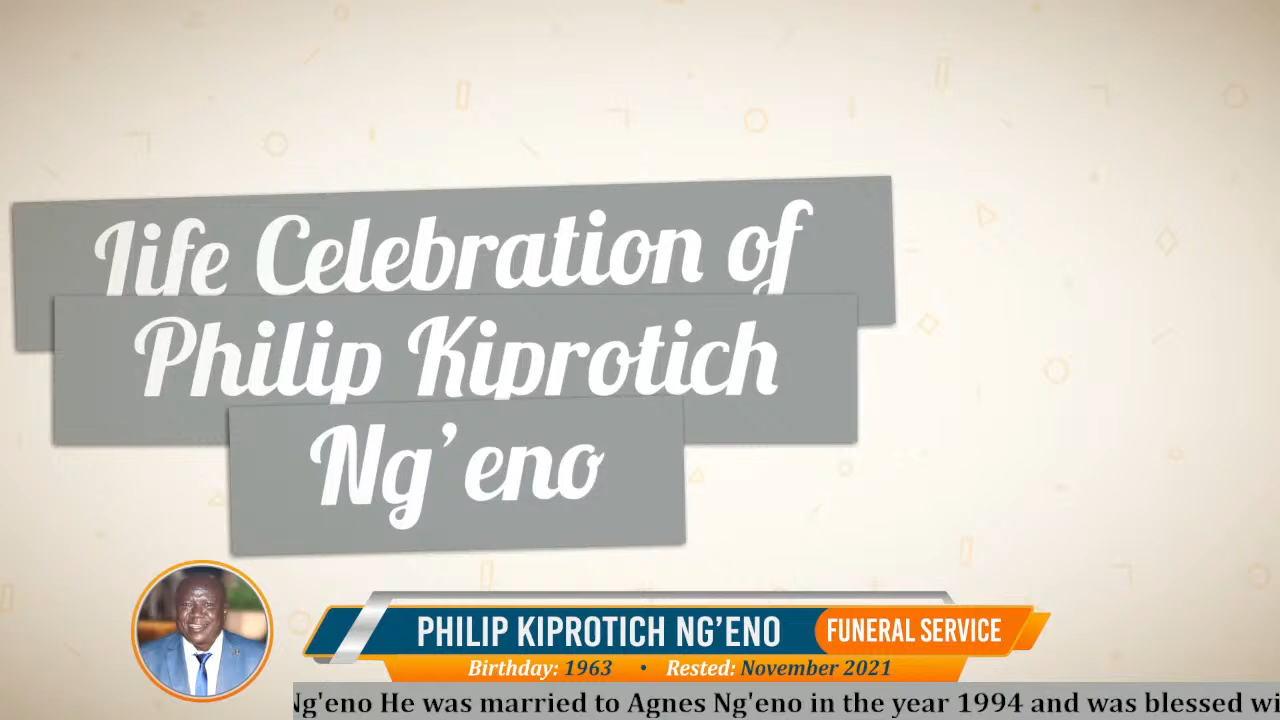 Life Celebration of
Philip Kiprotich
Ng’eno
PHILIP KIPROTICH NG’ENO
FUNERAL SERVICE
Birthday: 1963 • Rested: November 2021
Ng'eno He was married to Agnes Ng'eno in the year 1994 and was blessed wi